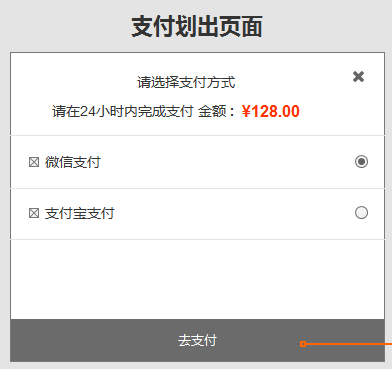 支付划出页面
请选择支付方式
请在24小时内完成支付 金额： ¥128.00
微信支付
支付宝支付
去支付